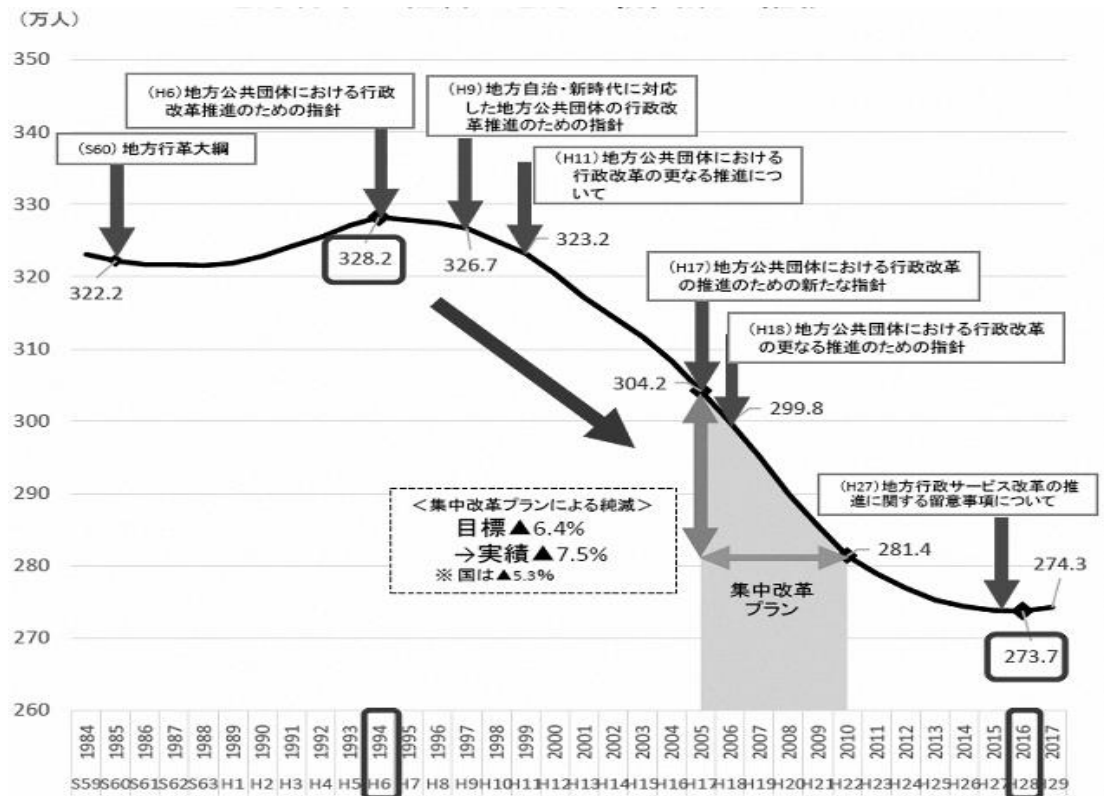 (万人)
350
340
330
320
310
300
290
280
270
260
(S60)地方行革大綱
(H6)地方公共団体における行政
改革推進のための指針
(H9)地方自治・新時代に対応
した地方公共団体の行政改
革推進のための指針
(H11)地方公共団体における
行政改革の更なる推進につ
いて
(H17)地方公共団体における行政改革
の推進のための新たな指針
(H18)地方公共団体における行政改革
の更なる推進のための指針
(H27)地方行政サービス改革の推
進に関する留意事項について
322.2
328.2
326.7
323.2
304.2
299.8
281.4
274.3
273.7
<集中改革プランによる純減>
目標▲6.4%
→実績▲7.5%
※国は▲5.3%
集中改革
プラン
1984 1985 1986 1987 1988 1989 1990 1991 1992 1993 1994 1995 1996 1997 1998 1999 2000 2001 2002 2003 2004 2005 2006 2007 2008 2009 2010 2011 2012 2013 2014 2015 2016 2017
S59 S60 S61 S62 S63 H1 H2 H3 H4 H5 H6 H7 H8 H9 H10 H11 H12 H13 H14 H15 H16 H17 H18 H19 H20 H21 H22 H23 H24 H25 H26 H27 H28 H29